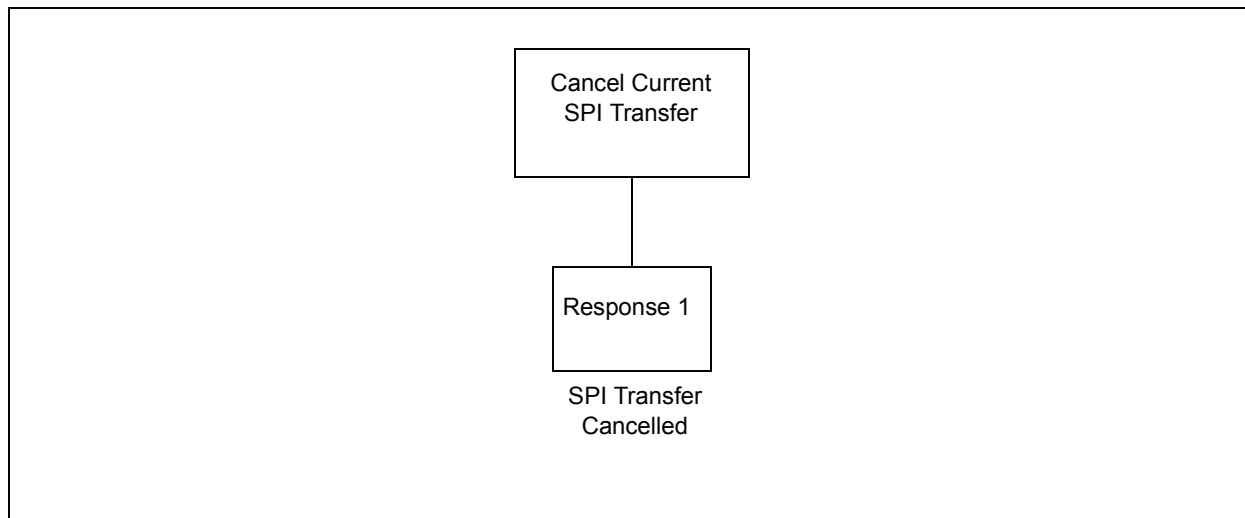 Cancel Current
SPI Transfer
Response 1
SPI Transfer
Cancelled